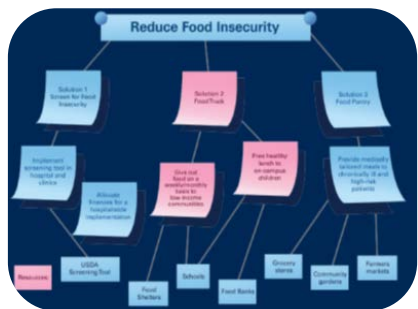 Reduce Food Insecurity
Solution 1
Screen for Food
Insecurity
Solution 2
Food Truck
Solution 3
Food Pantry
Implement
screening tool in
hospital and
clinics
Allocate
finances for a
hospitalwide
implementation
Give out
food on a
weekly/monthly
basis to
low-income
communities
Free healthy
lunch to
on-campus
children
Provide medically
tailored meals to
chronically ill and
high-risk
patients
Resources
USDA
Screening Tool
Food
Shelters
Schools
Food Banks
Grocery
stores
Community
gardens
Farmers
markets